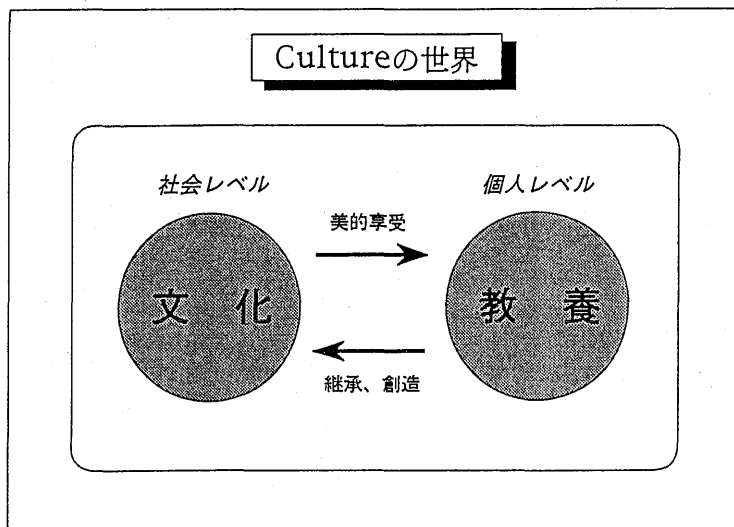 Cultureの世界
社会レベル
個人レベル
美的享受
文 化
教 養
継承、創造